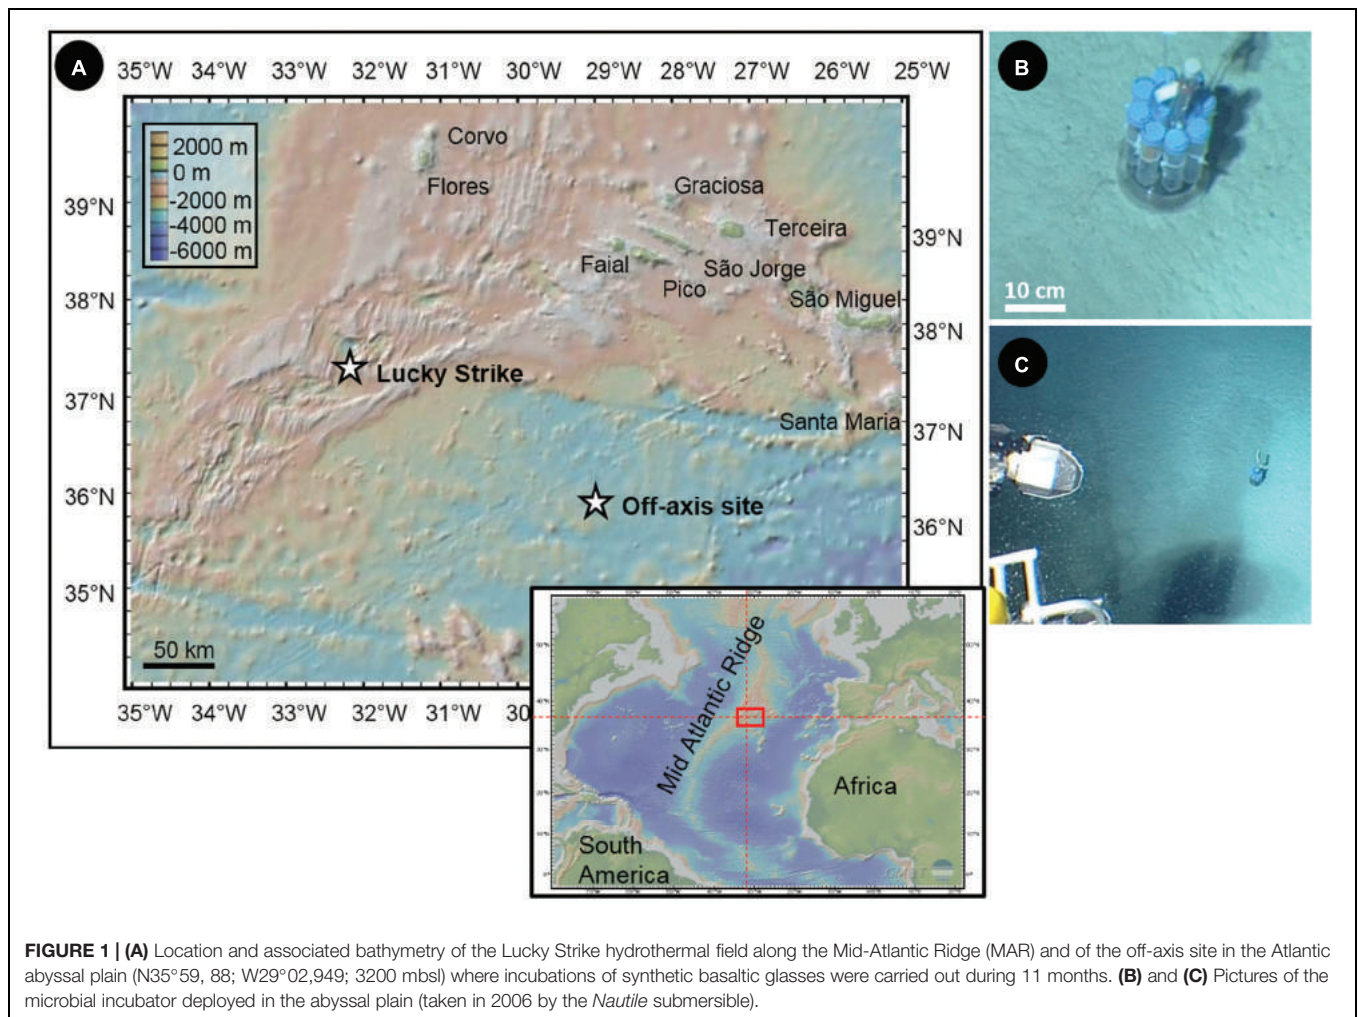 A
35°W 34°W 33°W 32°W 31°W 30°W 29°W 28°W 27°W 26°W 25°W
2000 m
0 m
-2000 m
-4000 m
-6000 m
Corvo
Flores
Graciosa
Terceira
Faial
São Jorge
Pico
São Miguel
39°N
38°N
37°N
36°N
35°N
39°N
38°N
37°N
36°N
Lucky Strike
Santa Maria
Off-axis site
50 km
35°W 34°W 33°W 32°W 31°W 30
Mid Atlantic Ridge
Africa
South
America
B
10 cm
C
FIGURE 1 | (A) Location and associated bathymetry of the Lucky Strike hydrothermal field along the Mid-Atlantic Ridge (MAR) and of the off-axis site in the Atlantic
abyssal plain (N35°59, 88; W29°02,949; 3200 mbsl) where incubations of synthetic basaltic glasses were carried out during 11 months. (B) and (C) Pictures of the
microbial incubator deployed in the abyssal plain (taken in 2006 by the Nautile submersible).